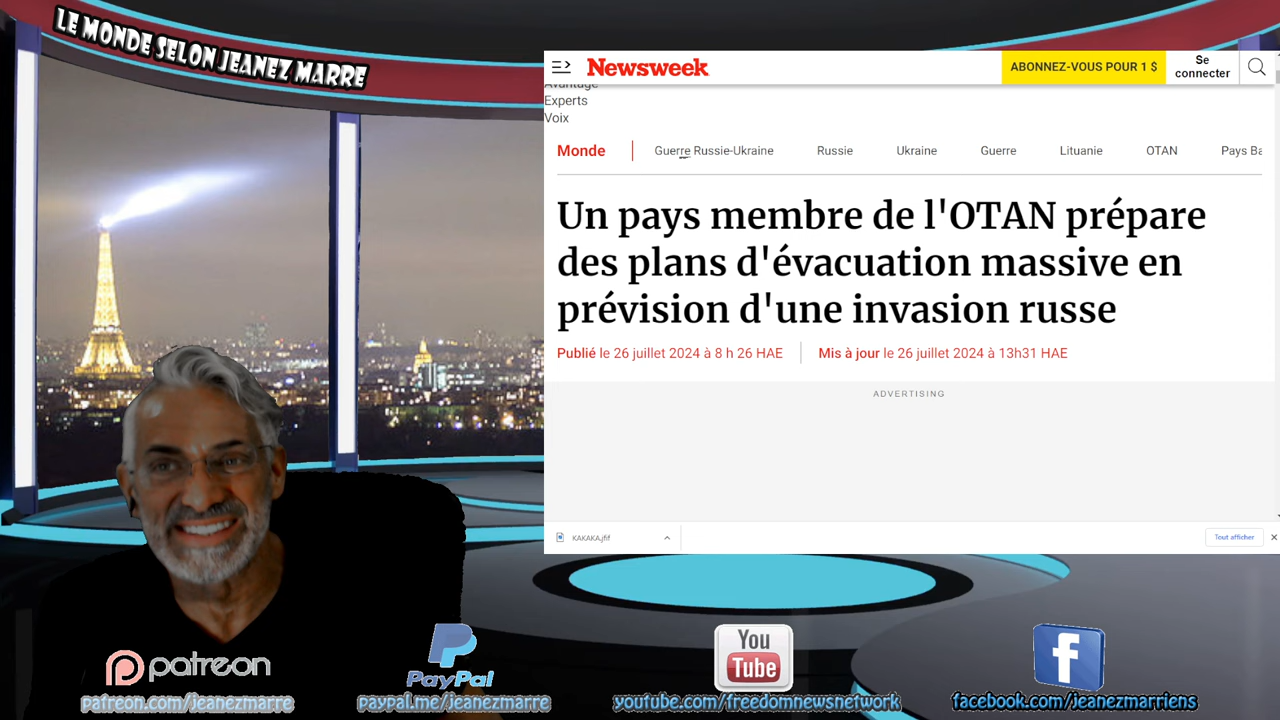 LE MONDE SELON JEANEZ MARRE
Newsweek
ABONNEZ-VOUS POUR 1 $
Se
connecter
Avantage
Experts
Voix
Monde
Guerre Russie-Ukraine
Russie
Ukraine
Guerre
Lituanie
OTAN
Pays Ba
Un pays membre de l'OTAN prépare
des plans d'évacuation massive en
prévision d'une invasion russe
Publié le 26 juillet 2024 à 8 h 26 HAE
Mis à jour le 26 juillet 2024 à 13h31 HAE
ADVERTISING
KAKAKA.jfif
Tout afficher
patreon
PayPal
You
Tube
f
patreon.com/jeanezmarre
paypal.me/jeanezmarre
youtube.com/freedomnewsnetwork
facebook.com/jeanezmarriens